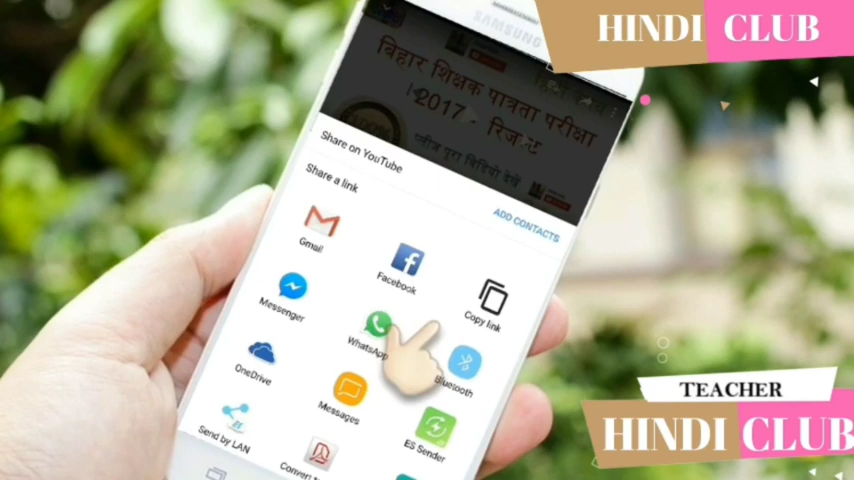 HINDI CLUB
SAMSUNG
बिहार शिक्षक पात्रता परीक्षा
2017
रिजल्ट
प्लीज पुरा विडियो देखें
Share on YouTube
Share a link
ADD CONTACTS
Gmail
Facebook
Copy link
Messenger
WhatsApp
Bluetooth
OneDrive
Messages
ES Sender
Send by LAN
Convert
TEACHER
HINDI CLUB